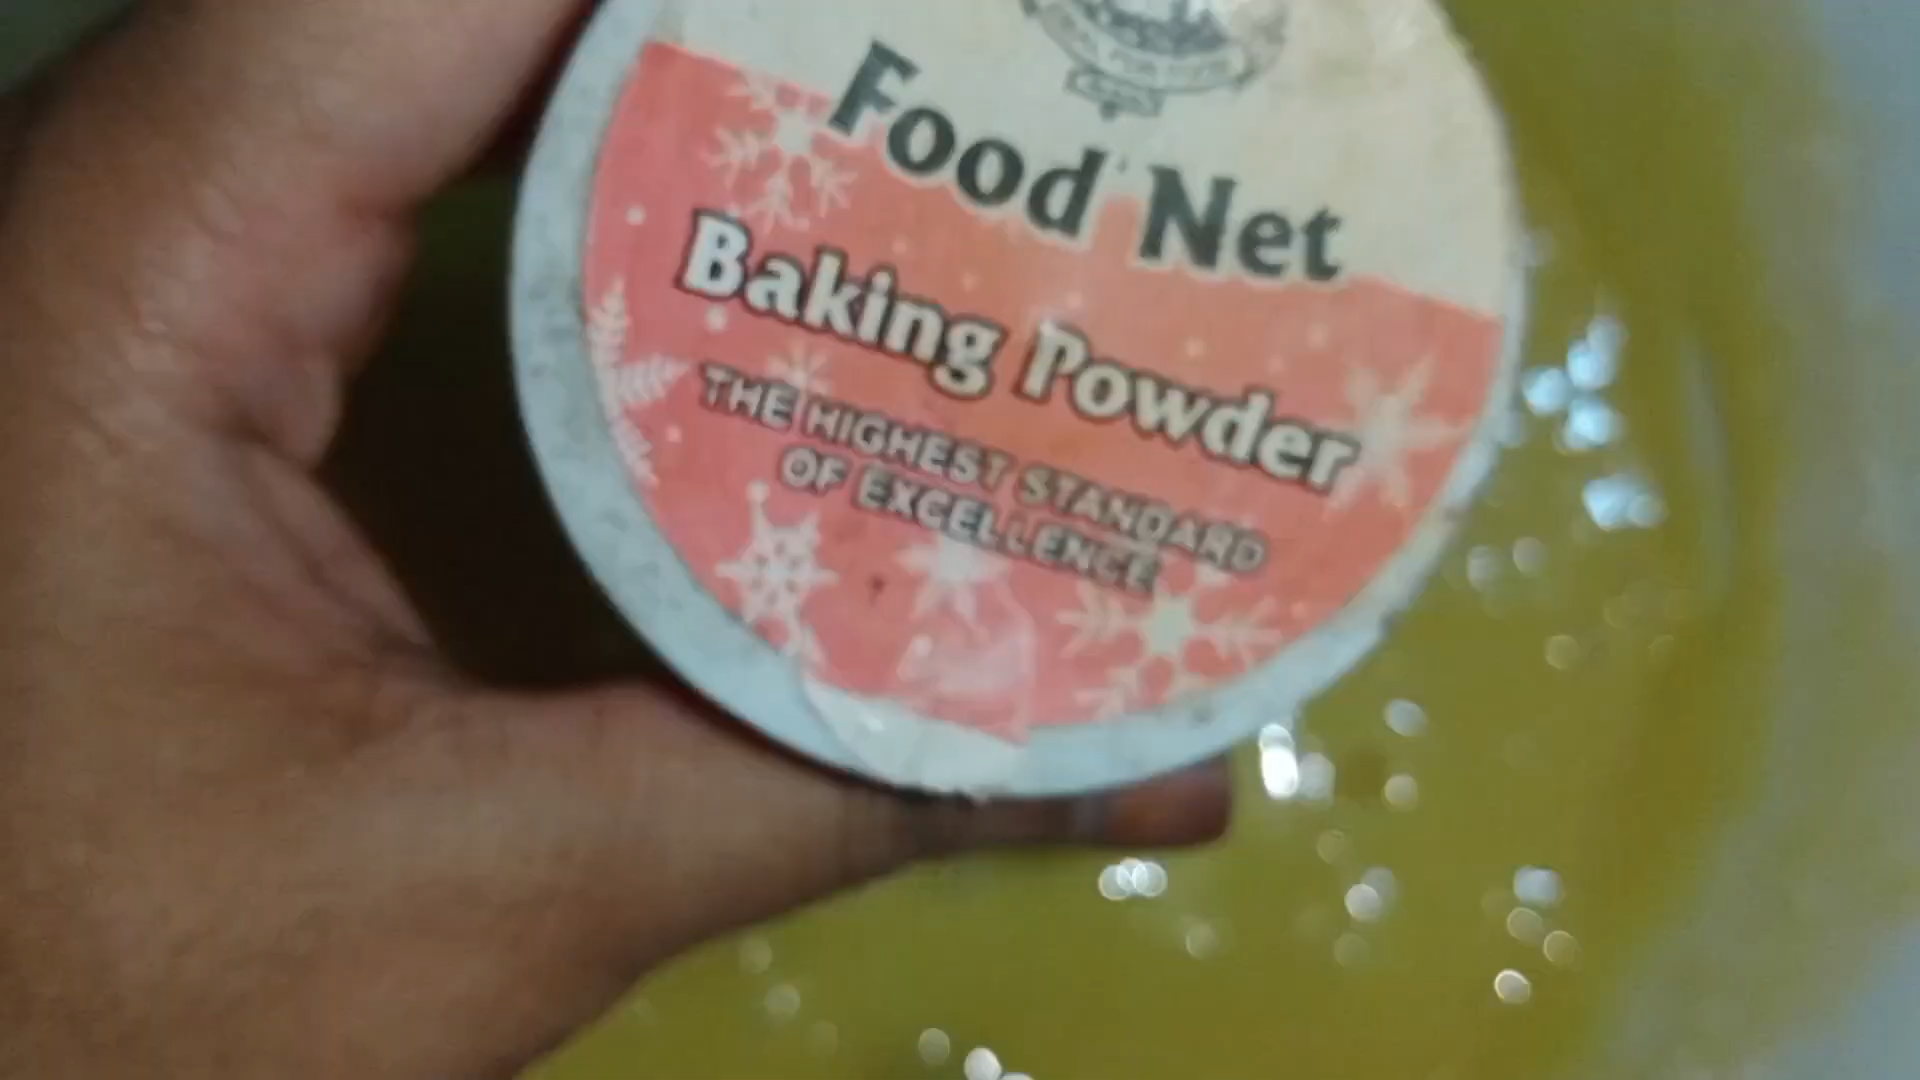 Food Net
Baking Powder
THE HIGHEST STANDARD
OF EXCELLENCE